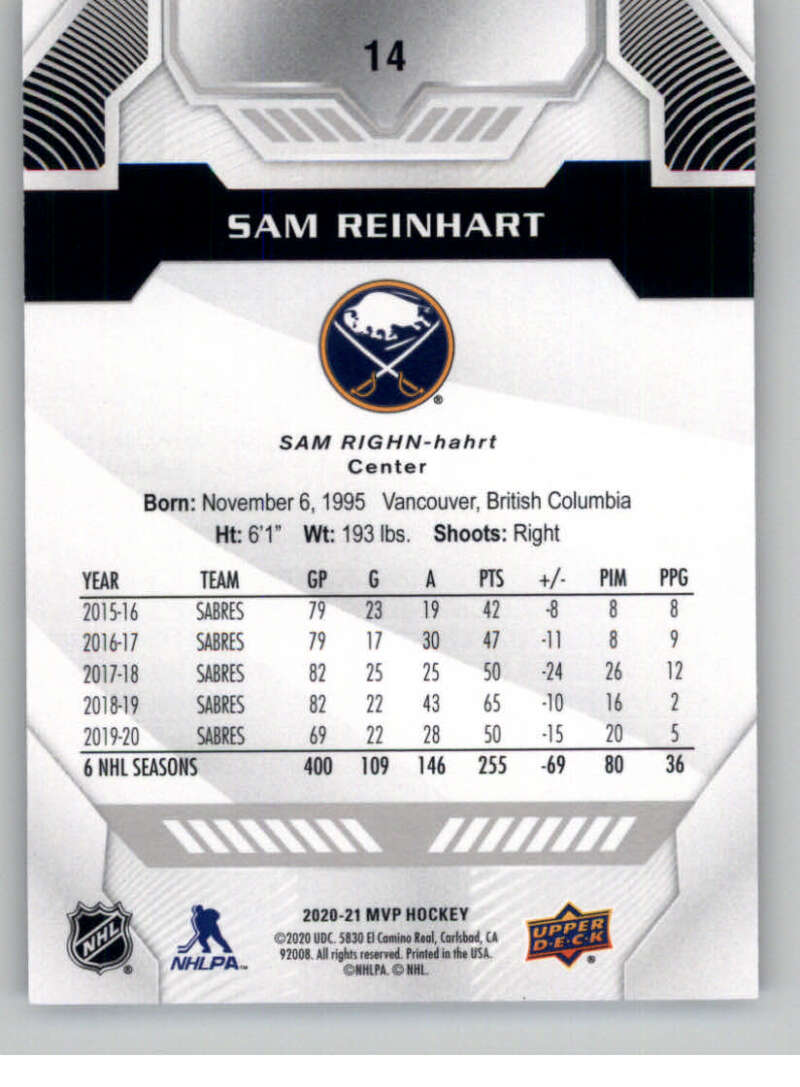 14
SAM REINHART
®
SAM RIGHN-hahrt
Center
Born: November 6, 1995 Vancouver, British Columbia
Ht: 6'1" Wt: 193 lbs. Shoots: Right
YEAR TEAM GP G A PTS +/- PIM PPG
2015-16 SABRES 79 23 19 42 -8 8 8
2016-17 SABRES 79 17 30 47 -11 8 9
2017-18 SABRES 82 25 25 50 -24 26 12
2018-19 SABRES 82 22 43 65 -10 16 2
2019-20 SABRES 69 22 28 50 -15 20 5
6 NHL SEASONS 400 109 146 255 -69 80 36
NHL ®
NHLPA™
2020-21 MVP HOCKEY
©2020 UDC. 5830 El Camino Real, Carlsbad, CA
92008. All rights reserved. Printed in the USA.
©NHLPA. © NHL.
UPPER
D·E·C·K ®